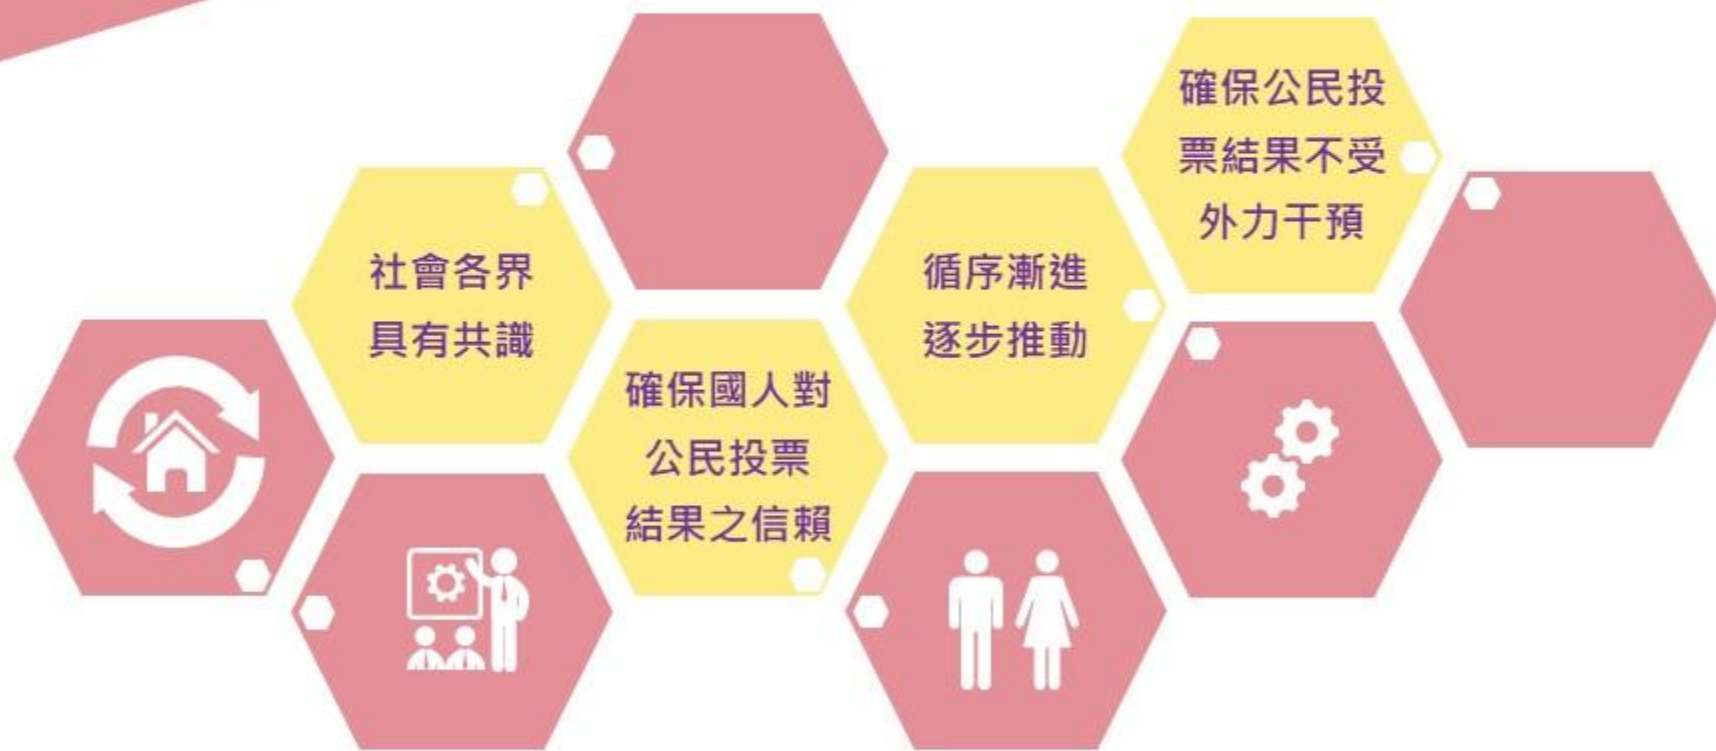 社會各界
具有共識
確保國人對
公民投票
結果之信賴
循序漸進
逐步推動
確保公民投
票結果不受
外力干預